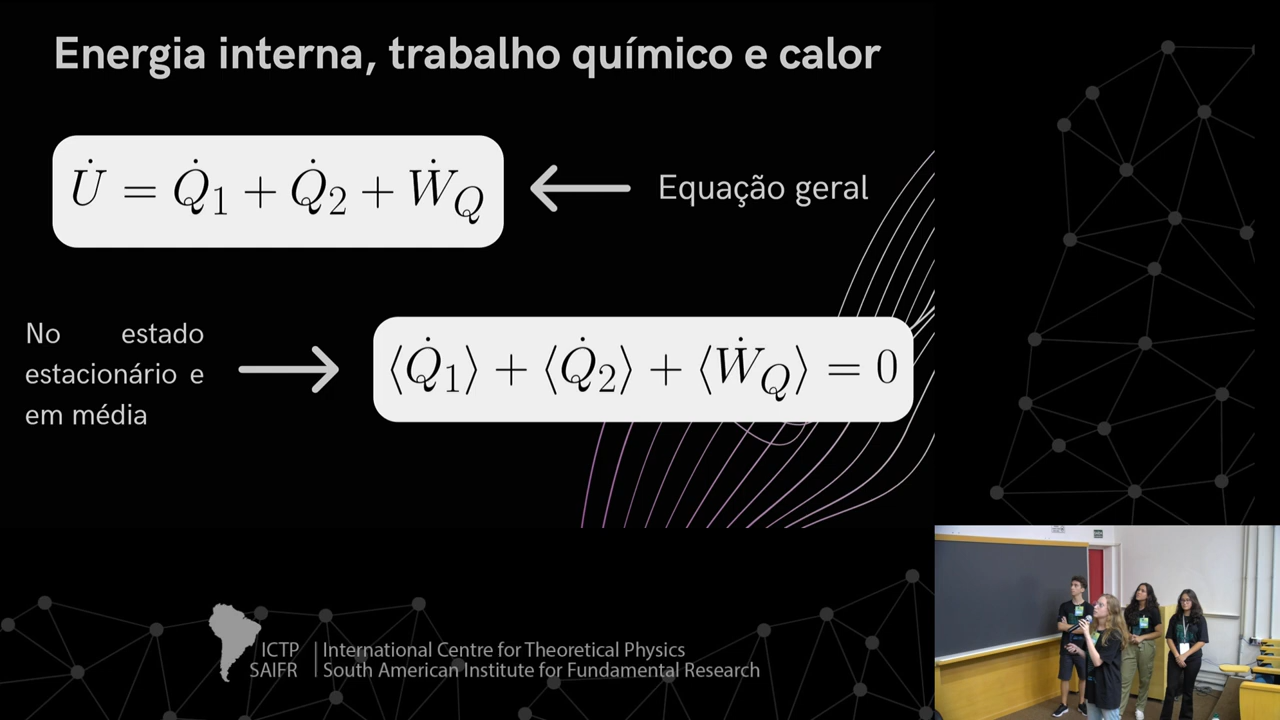 Energia interna, trabalho químico e calor
U̇ = Q̇₁ + Q̇₂ + Ẇ_Q
Equação geral
No estado
estacionário e
em média
⟨Q̇₁⟩ + ⟨Q̇₂⟩ + ⟨Ẇ_Q⟩ = 0
ICTP
SAIFR
International Centre for Theoretical Physics
South American Institute for Fundamental Research